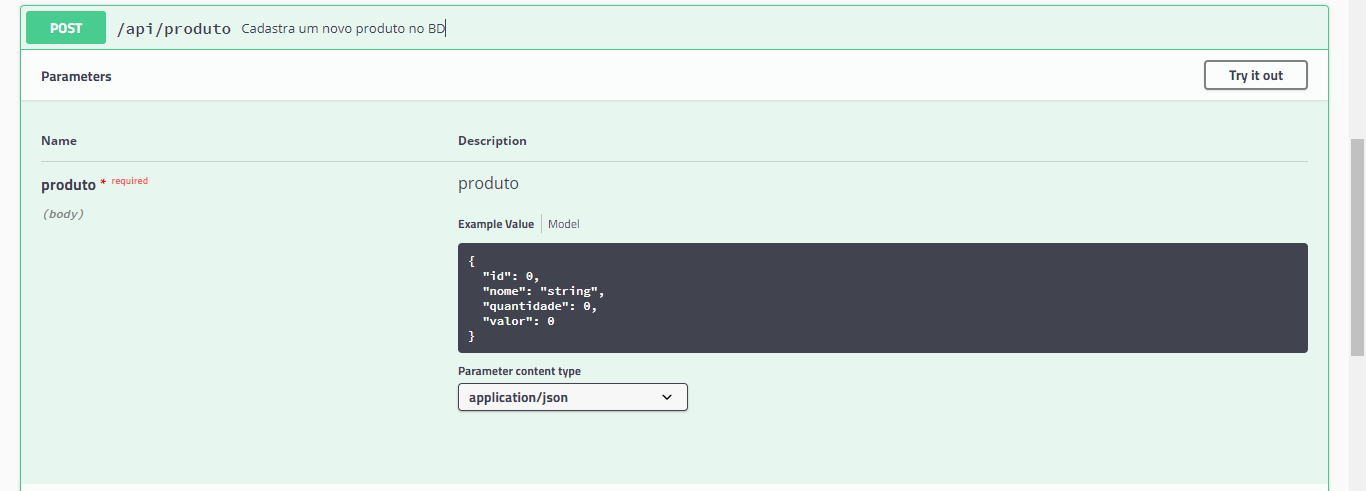 POST /api/produto Cadastra um novo produto no BD
Parameters Try it out
Name Description
produto * required produto
(body)
Example Value Model
{
"id": 0,
"nome": "string",
"quantidade": 0,
"valor": 0
}
Parameter content type
application/json